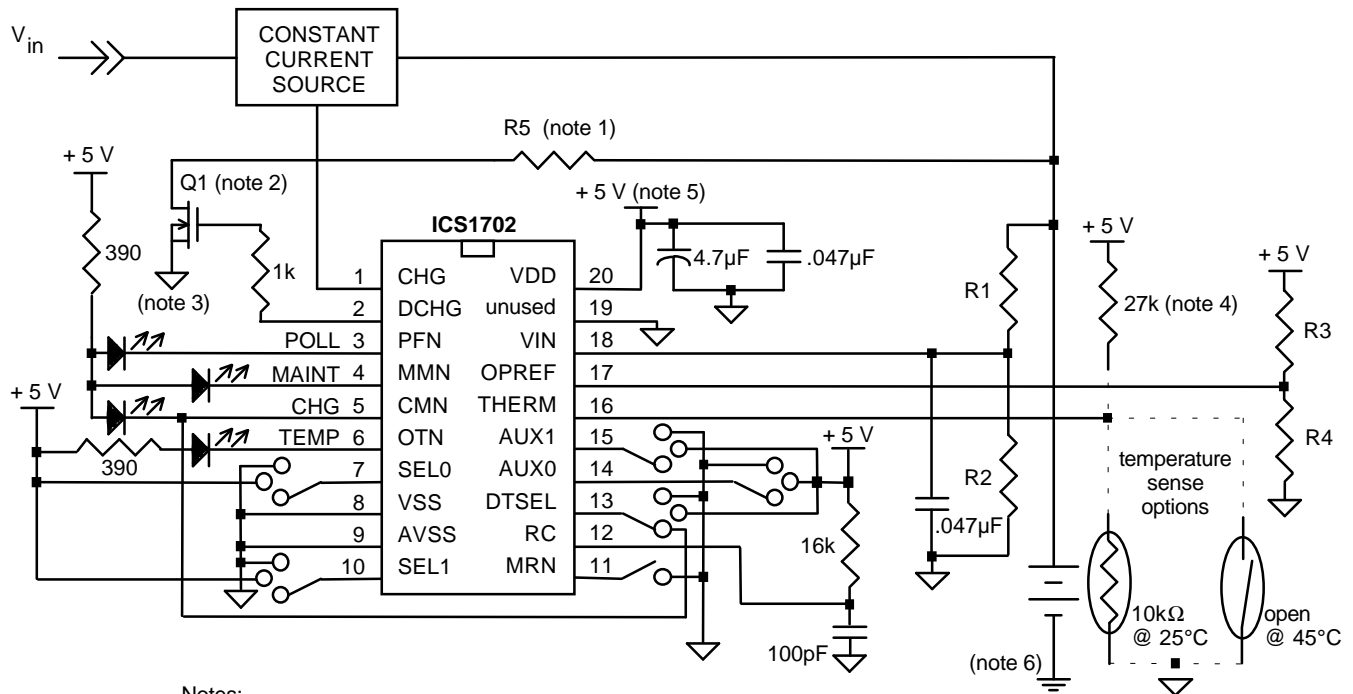 Vin
CONSTANT
CURRENT
SOURCE
R5 (note 1)
+ 5 V
Q1 (note 2)
+ 5 V (note 5)
ICS1702
390
1k
4.7µF
.047µF
+ 5 V
+ 5 V
(note 3)
1 CHG VDD 20
R1
27k (note 4)
2 DCHG unused 19
R3
POLL 3 PFN VIN 18
MAINT 4 MMN OPREF 17
+ 5 V
CHG 5 CMN THERM 16
TEMP 6 OTN AUX1 15
+ 5 V
R4
390
7 SEL0 AUX0 14
temperature
sense
options
R2
8 VSS DTSEL 13
.047µF
9 AVSS RC 12
16k
10 SEL1 MRN 11
10kΩ
@ 25°C
open
@ 45°C
100pF
(note 6)
Notes: